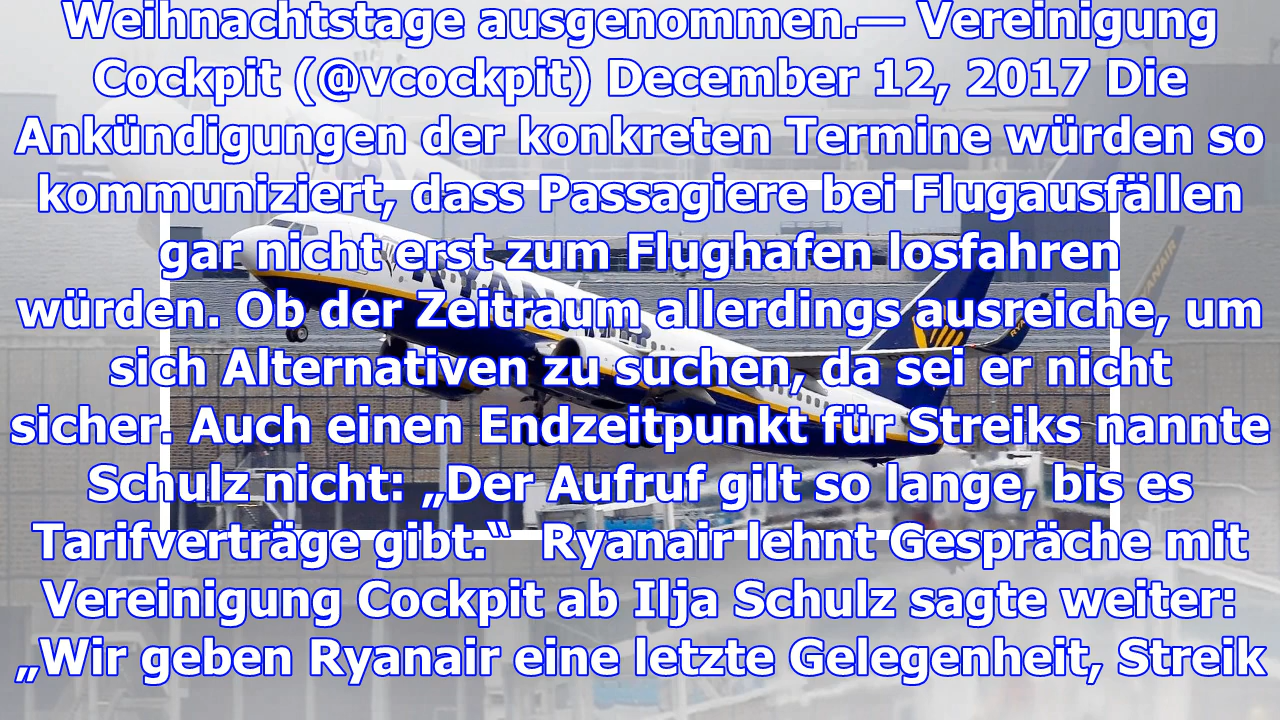 Weihnachtstage ausgenommen.— Vereinigung
Cockpit (@vcockpit) December 12, 2017 Die
Ankündigungen der konkreten Termine würden so
kommuniziert, dass Passagiere bei Flugausfällen
gar nicht erst zum Flughafen losfahren
würden. Ob der Zeitraum allerdings ausreiche, um
sich Alternativen zu suchen, da sei er nicht
sicher. Auch einen Endzeitpunkt für Streiks nannte
Schulz nicht: „Der Aufruf gilt so lange, bis es
Tarifverträge gibt.“ Ryanair lehnt Gespräche mit
Vereinigung Cockpit ab Ilja Schulz sagte weiter:
„Wir geben Ryanair eine letzte Gelegenheit, Streik